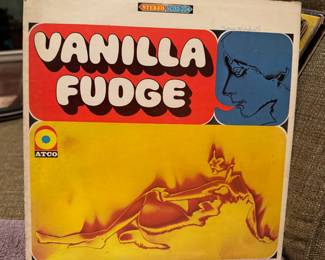 STEREO
VANILLA
FUDGE
ATCO